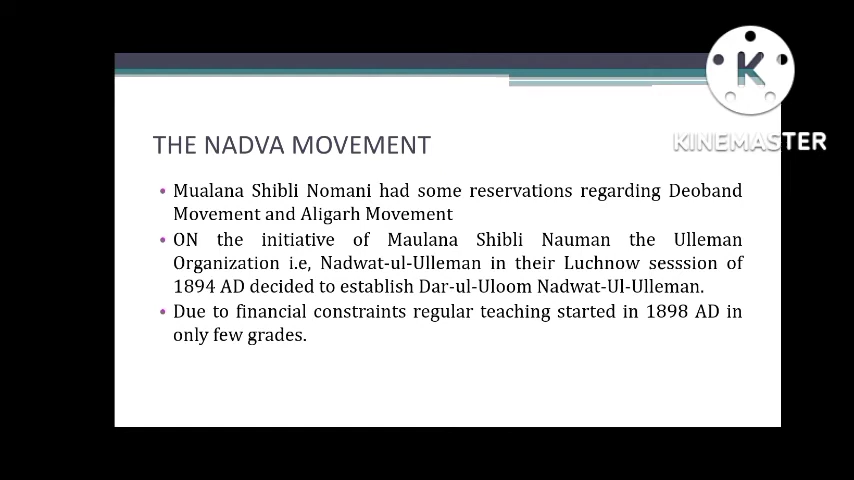 K
KINEMASTER
THE NADVA MOVEMENT
• Mualana Shibli Nomani had some reservations regarding Deoband
Movement and Aligarh Movement
• ON the initiative of Maulana Shibli Nauman the Ulleman
Organization i.e, Nadwat-ul-Ulleman in their Luchnow sesssion of
1894 AD decided to establish Dar-ul-Uloom Nadwat-Ul-Ulleman.
• Due to financial constraints regular teaching started in 1898 AD in
only few grades.